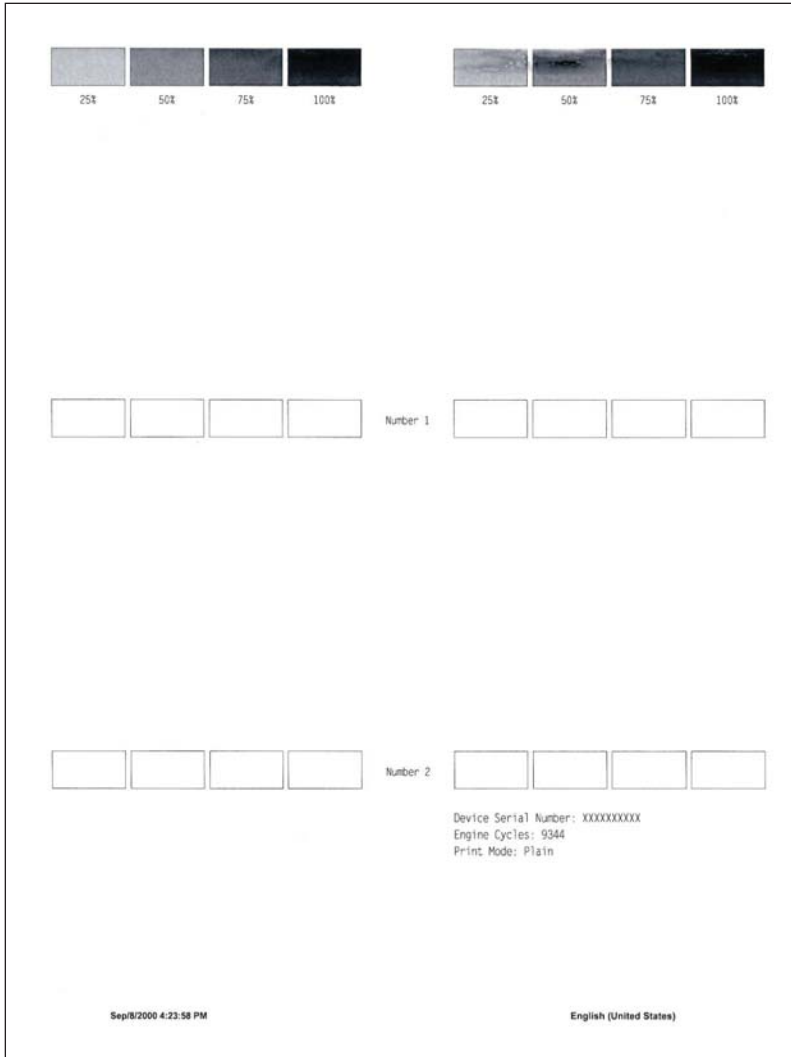 25% 50% 75% 100% 25% 50% 75% 100%
Number 1
Number 2
Device Serial Number: XXXXXXXXXX
Engine Cycles: 9344
Print Mode: Plain
Sep/8/2000 4:23:58 PM English (United States)